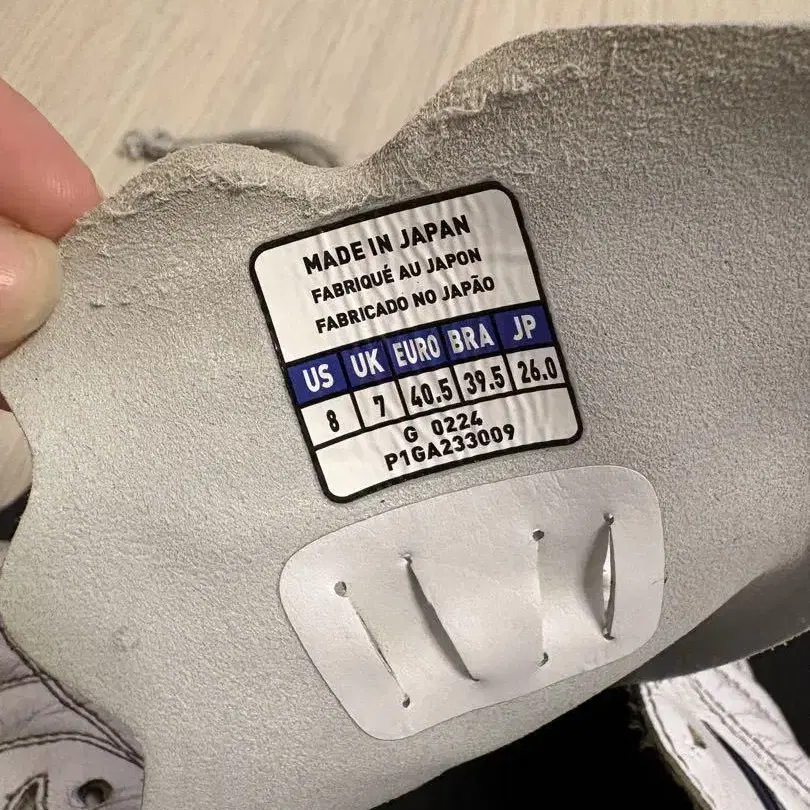 MADE IN JAPAN
FABRIQUÉ AU JAPON
FABRICADO NO JAPÃO
US UK EURO BRA JP
8 7 40.5 39.5 26.0
G 0224
P1GA233009